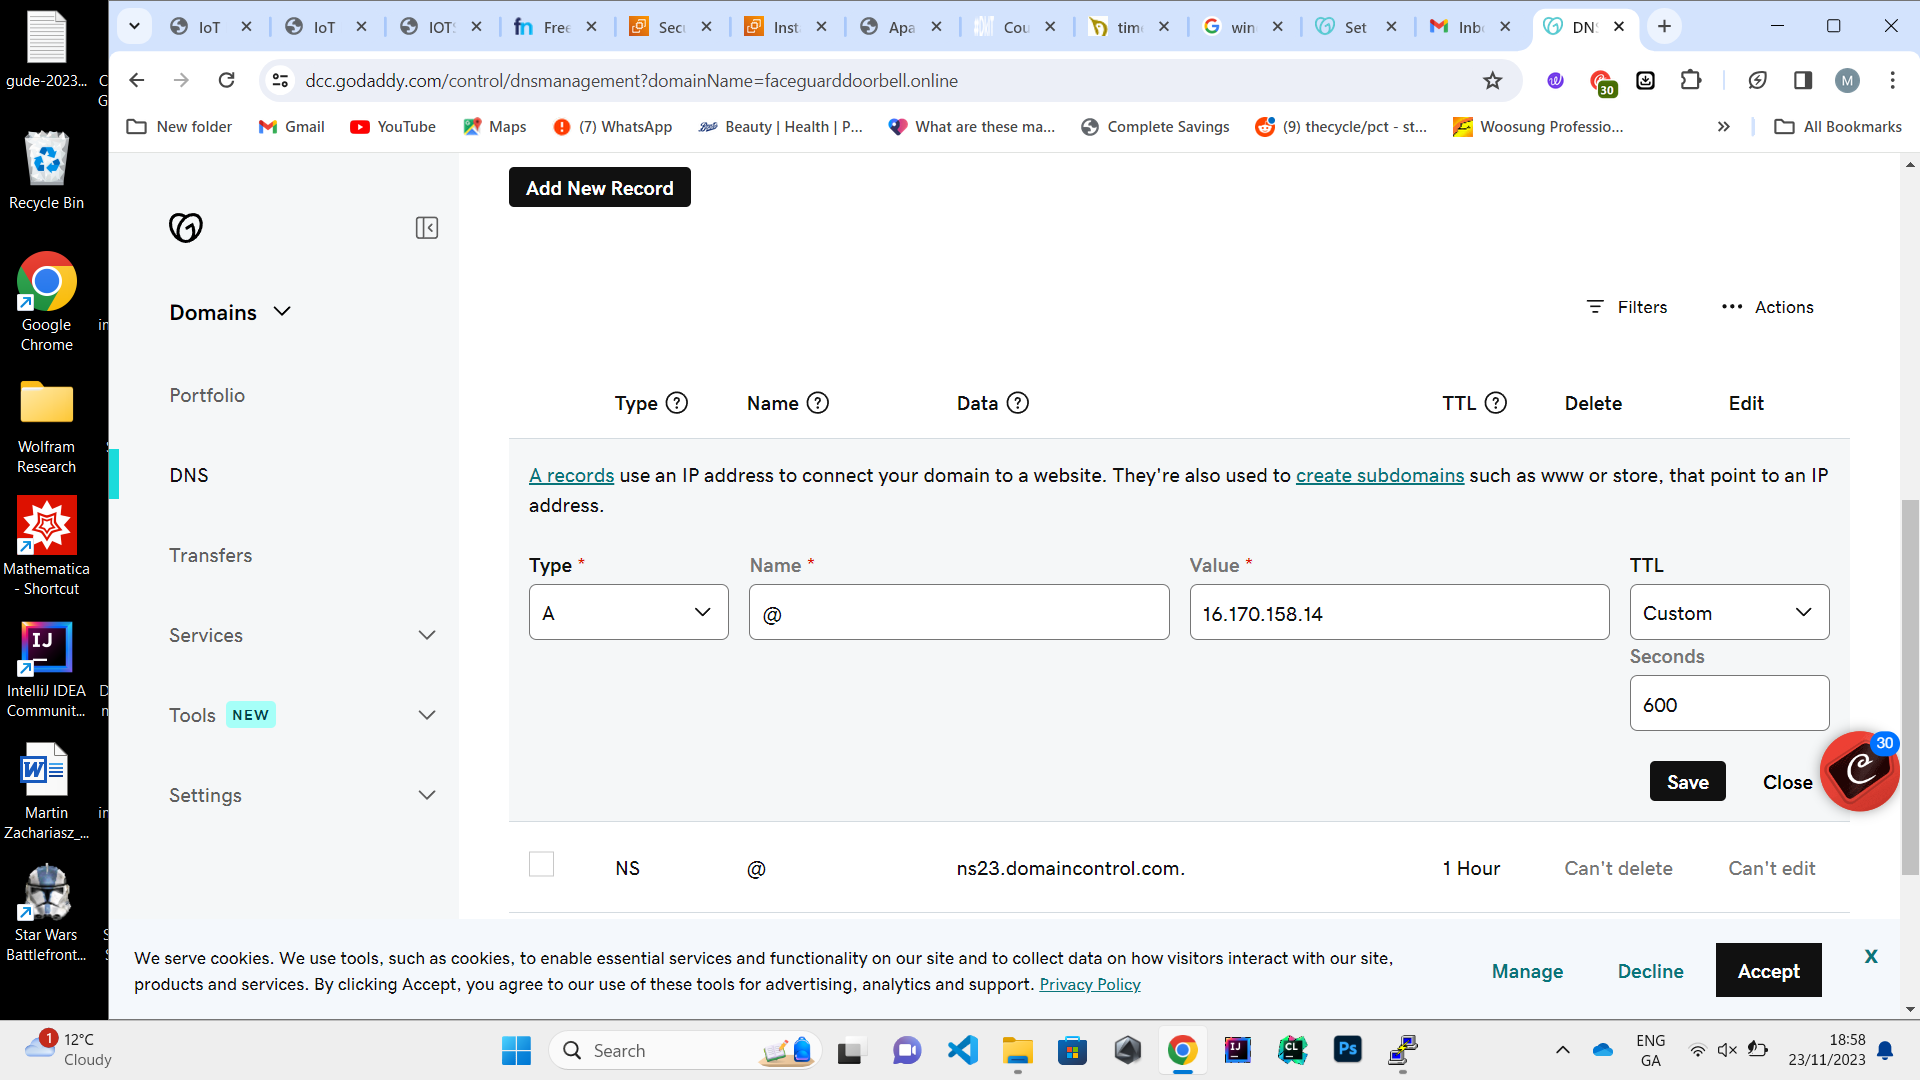 gude-2023...
Recycle Bin
Google
Chrome
Wolfram
Research
Mathematica
- Shortcut
IntelliJ IDEA
Communit...
Martin
Zachariasz_...
Star Wars
Battlefront...
IoT
IoT
IOTS
Free
Secu
Inst
Apa
Cou
time
win
Set
Inb
DNS
dcc.godaddy.com/control/dnsmanagement?domainName=faceguarddoorbell.online
30
M
New folder
Gmail
YouTube
Maps
(7) WhatsApp
Beauty | Health | P...
What are these ma...
Complete Savings
(9) thecycle/pct - st...
Woosung Professio...
All Bookmarks
Domains
Portfolio
DNS
Transfers
Services
Tools NEW
Settings
Add New Record
Filters
Actions
Type Name Data TTL Delete Edit
A records use an IP address to connect your domain to a website. They're also used to create subdomains such as www or store, that point to an IP
address.
Type * Name * Value * TTL
A @ 16.170.158.14 Custom
Seconds
600
Save Close
30
NS @ ns23.domaincontrol.com. 1 Hour Can't delete Can't edit
We serve cookies. We use tools, such as cookies, to enable essential services and functionality on our site and to collect data on how visitors interact with our site,
products and services. By clicking Accept, you agree to our use of these tools for advertising, analytics and support. Privacy Policy
Manage Decline Accept X
1
12°C
Cloudy
Search
ENG
GA
18:58
23/11/2023